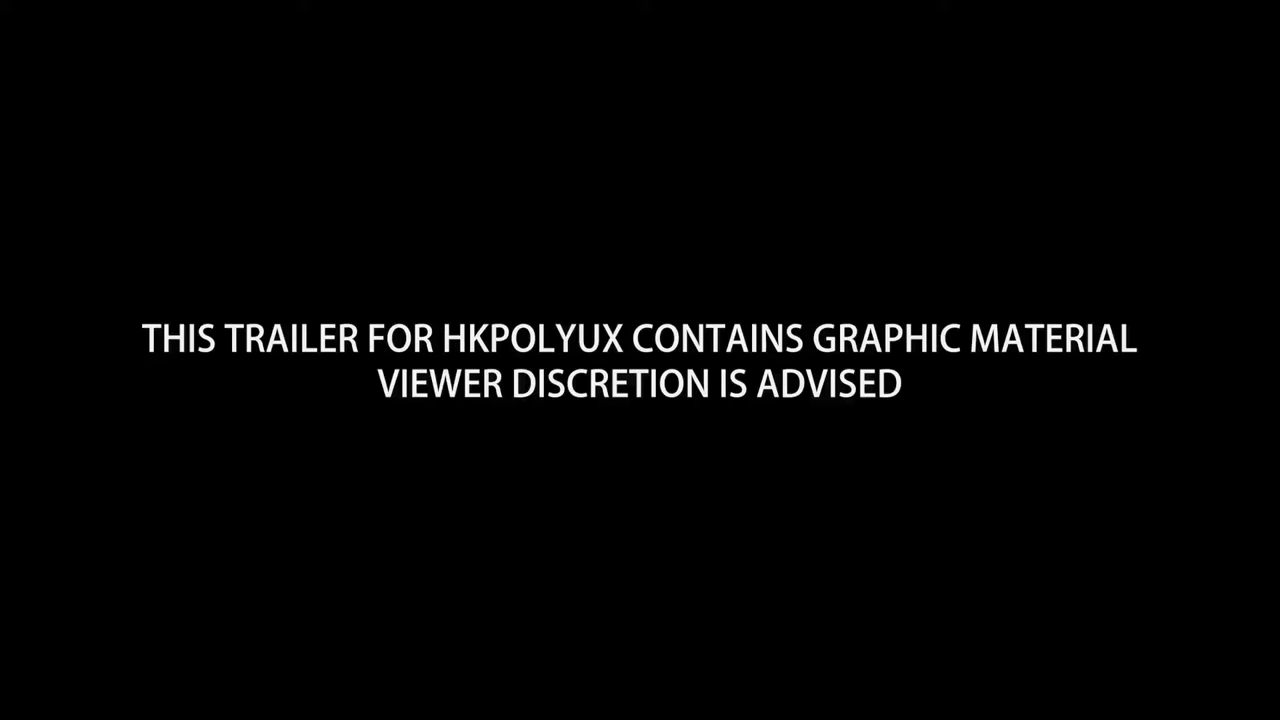 THIS TRAILER FOR HKPOLYUX CONTAINS GRAPHIC MATERIAL
VIEWER DISCRETION IS ADVISED